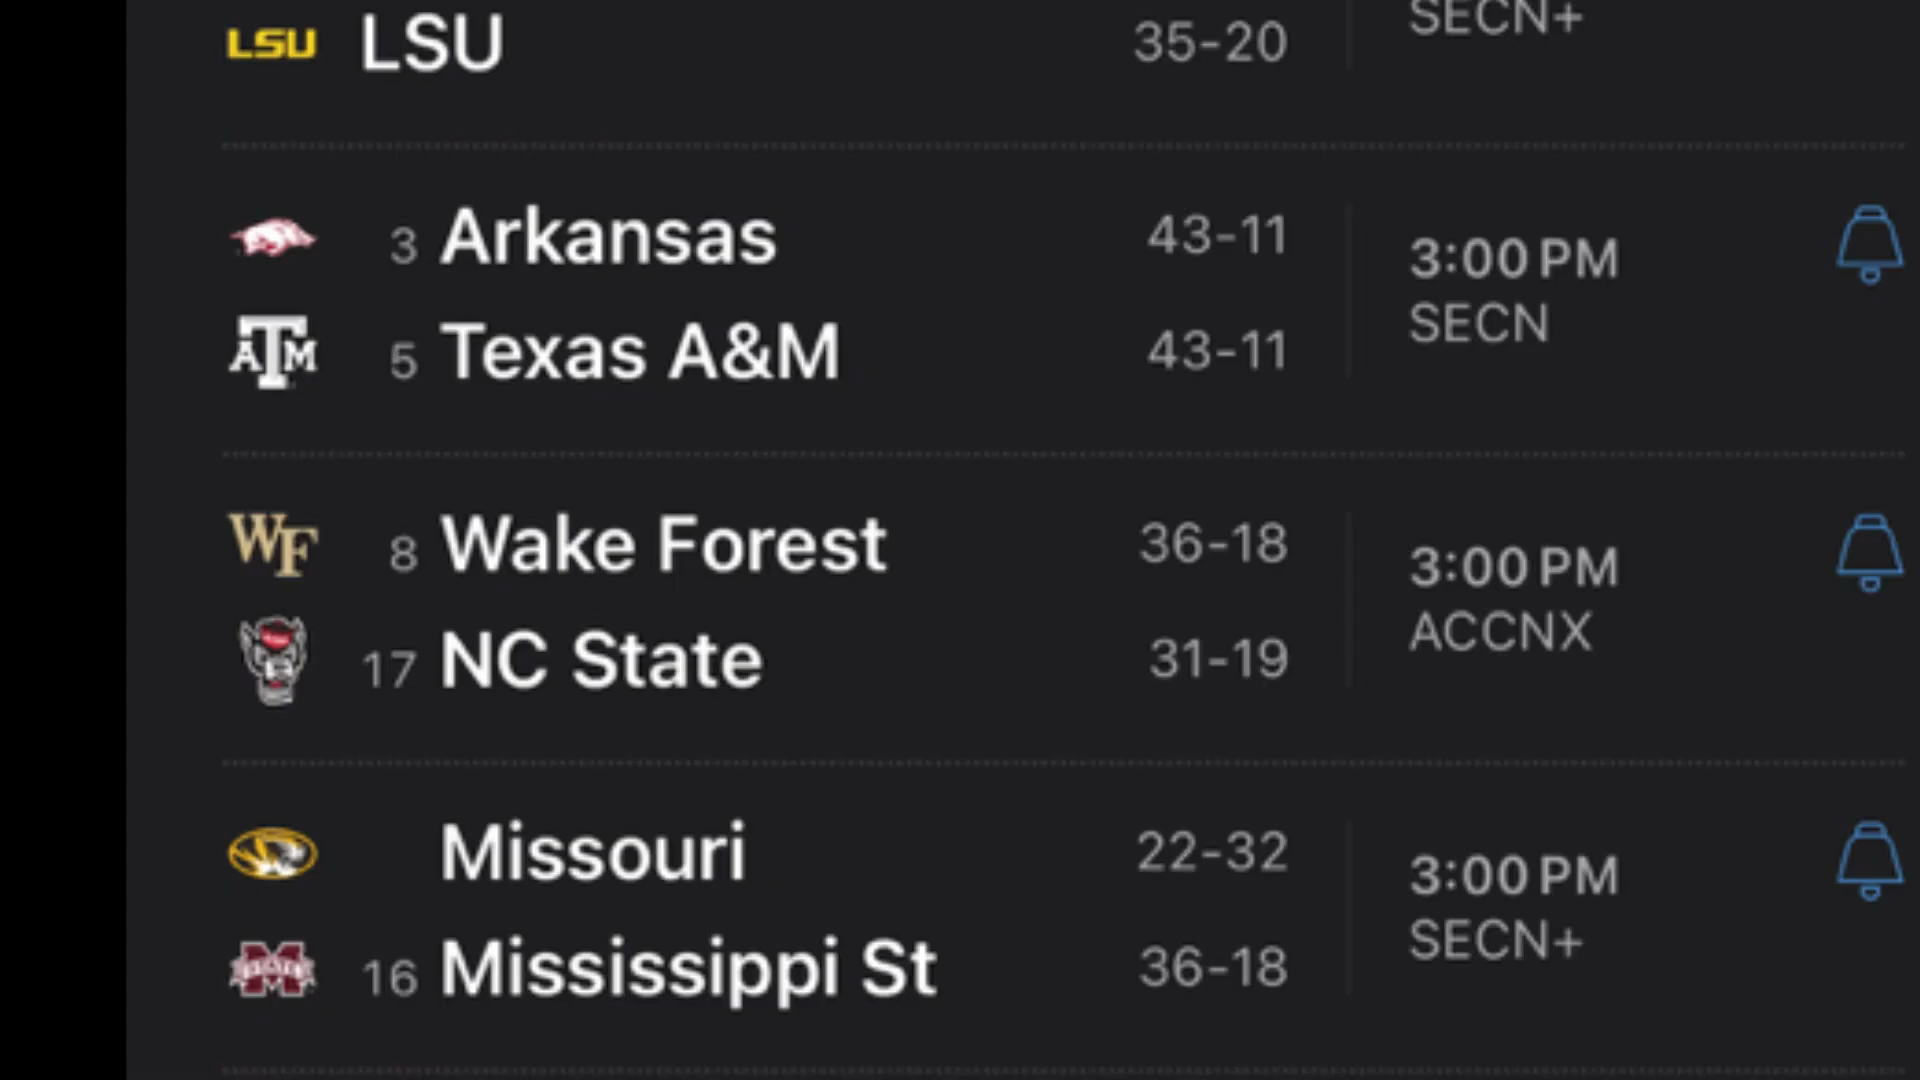 SECN+
LSU LSU 35-20
3 Arkansas 43-11
3:00 PM
SECN
ATM 5 Texas A&M 43-11
WF 8 Wake Forest 36-18
3:00 PM
ACCNX
17 NC State 31-19
Missouri 22-32
3:00 PM
SECN+
M 16 Mississippi St 36-18